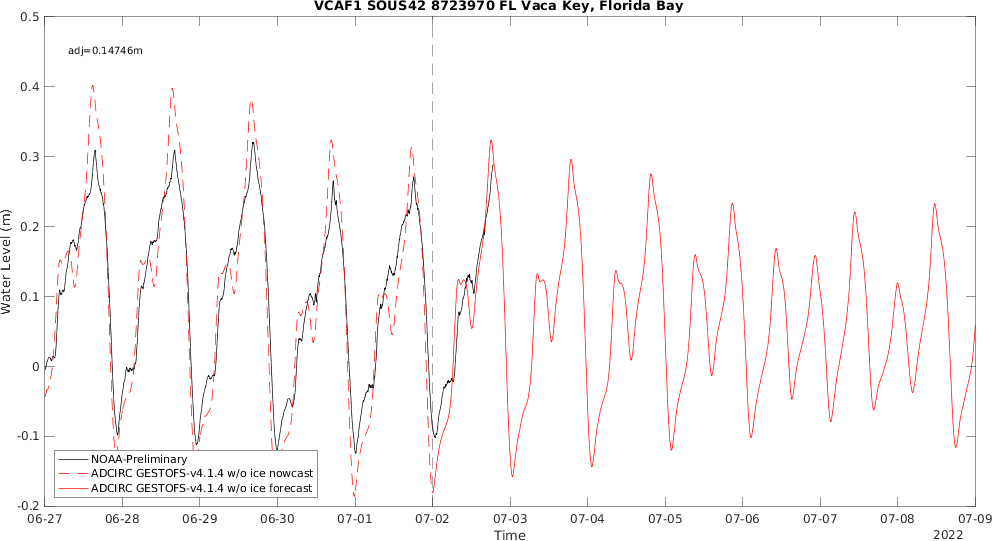 VCAF1 SOUS42 8723970 FL Vaca Key, Florida Bay
adj=0.14746m
0.5
0.4
0.3
0.2
0.1
0
-0.1
-0.2
Water Level (m)
NOAA-Preliminary
ADCIRC GESTOFS-v4.1.4 w/o ice nowcast
ADCIRC GESTOFS-v4.1.4 w/o ice forecast
06-27 06-28 06-29 06-30 07-01 07-02 07-03 07-04 07-05 07-06 07-07 07-08 07-09
Time
2022